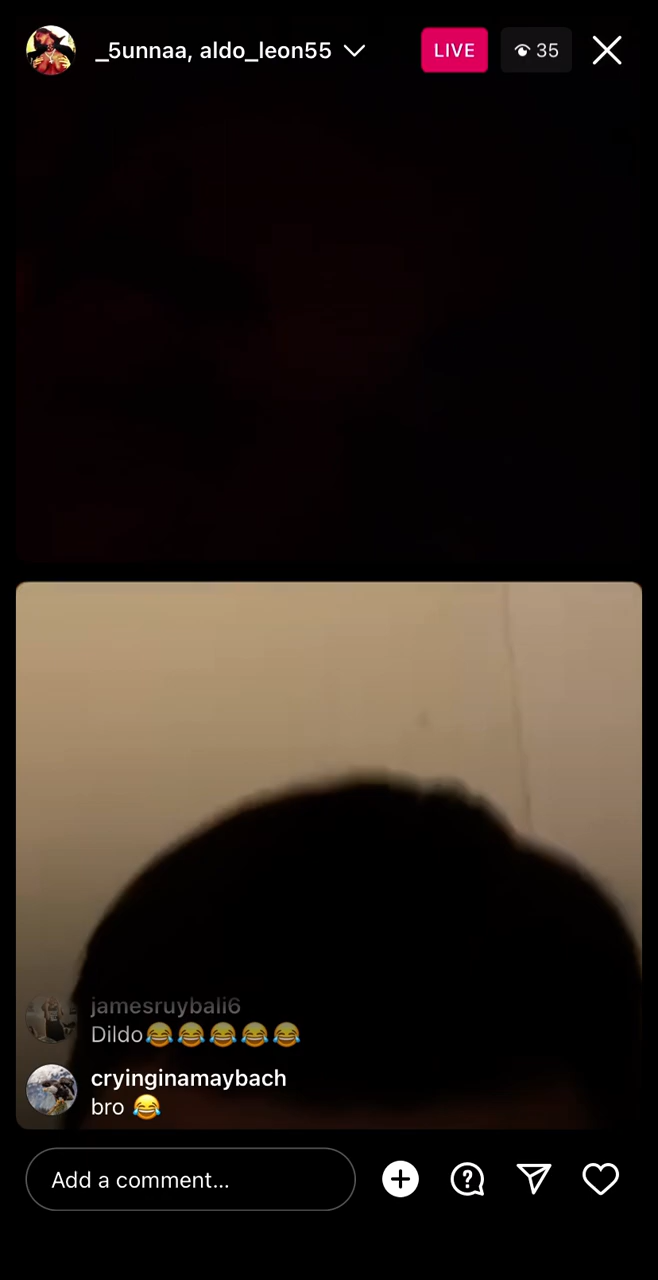 _5unnaa, aldo_leon55
LIVE
35
jamesruybali6
Dildo😂😂😂😂😂
cryinginamaybach
bro 😂
Add a comment...